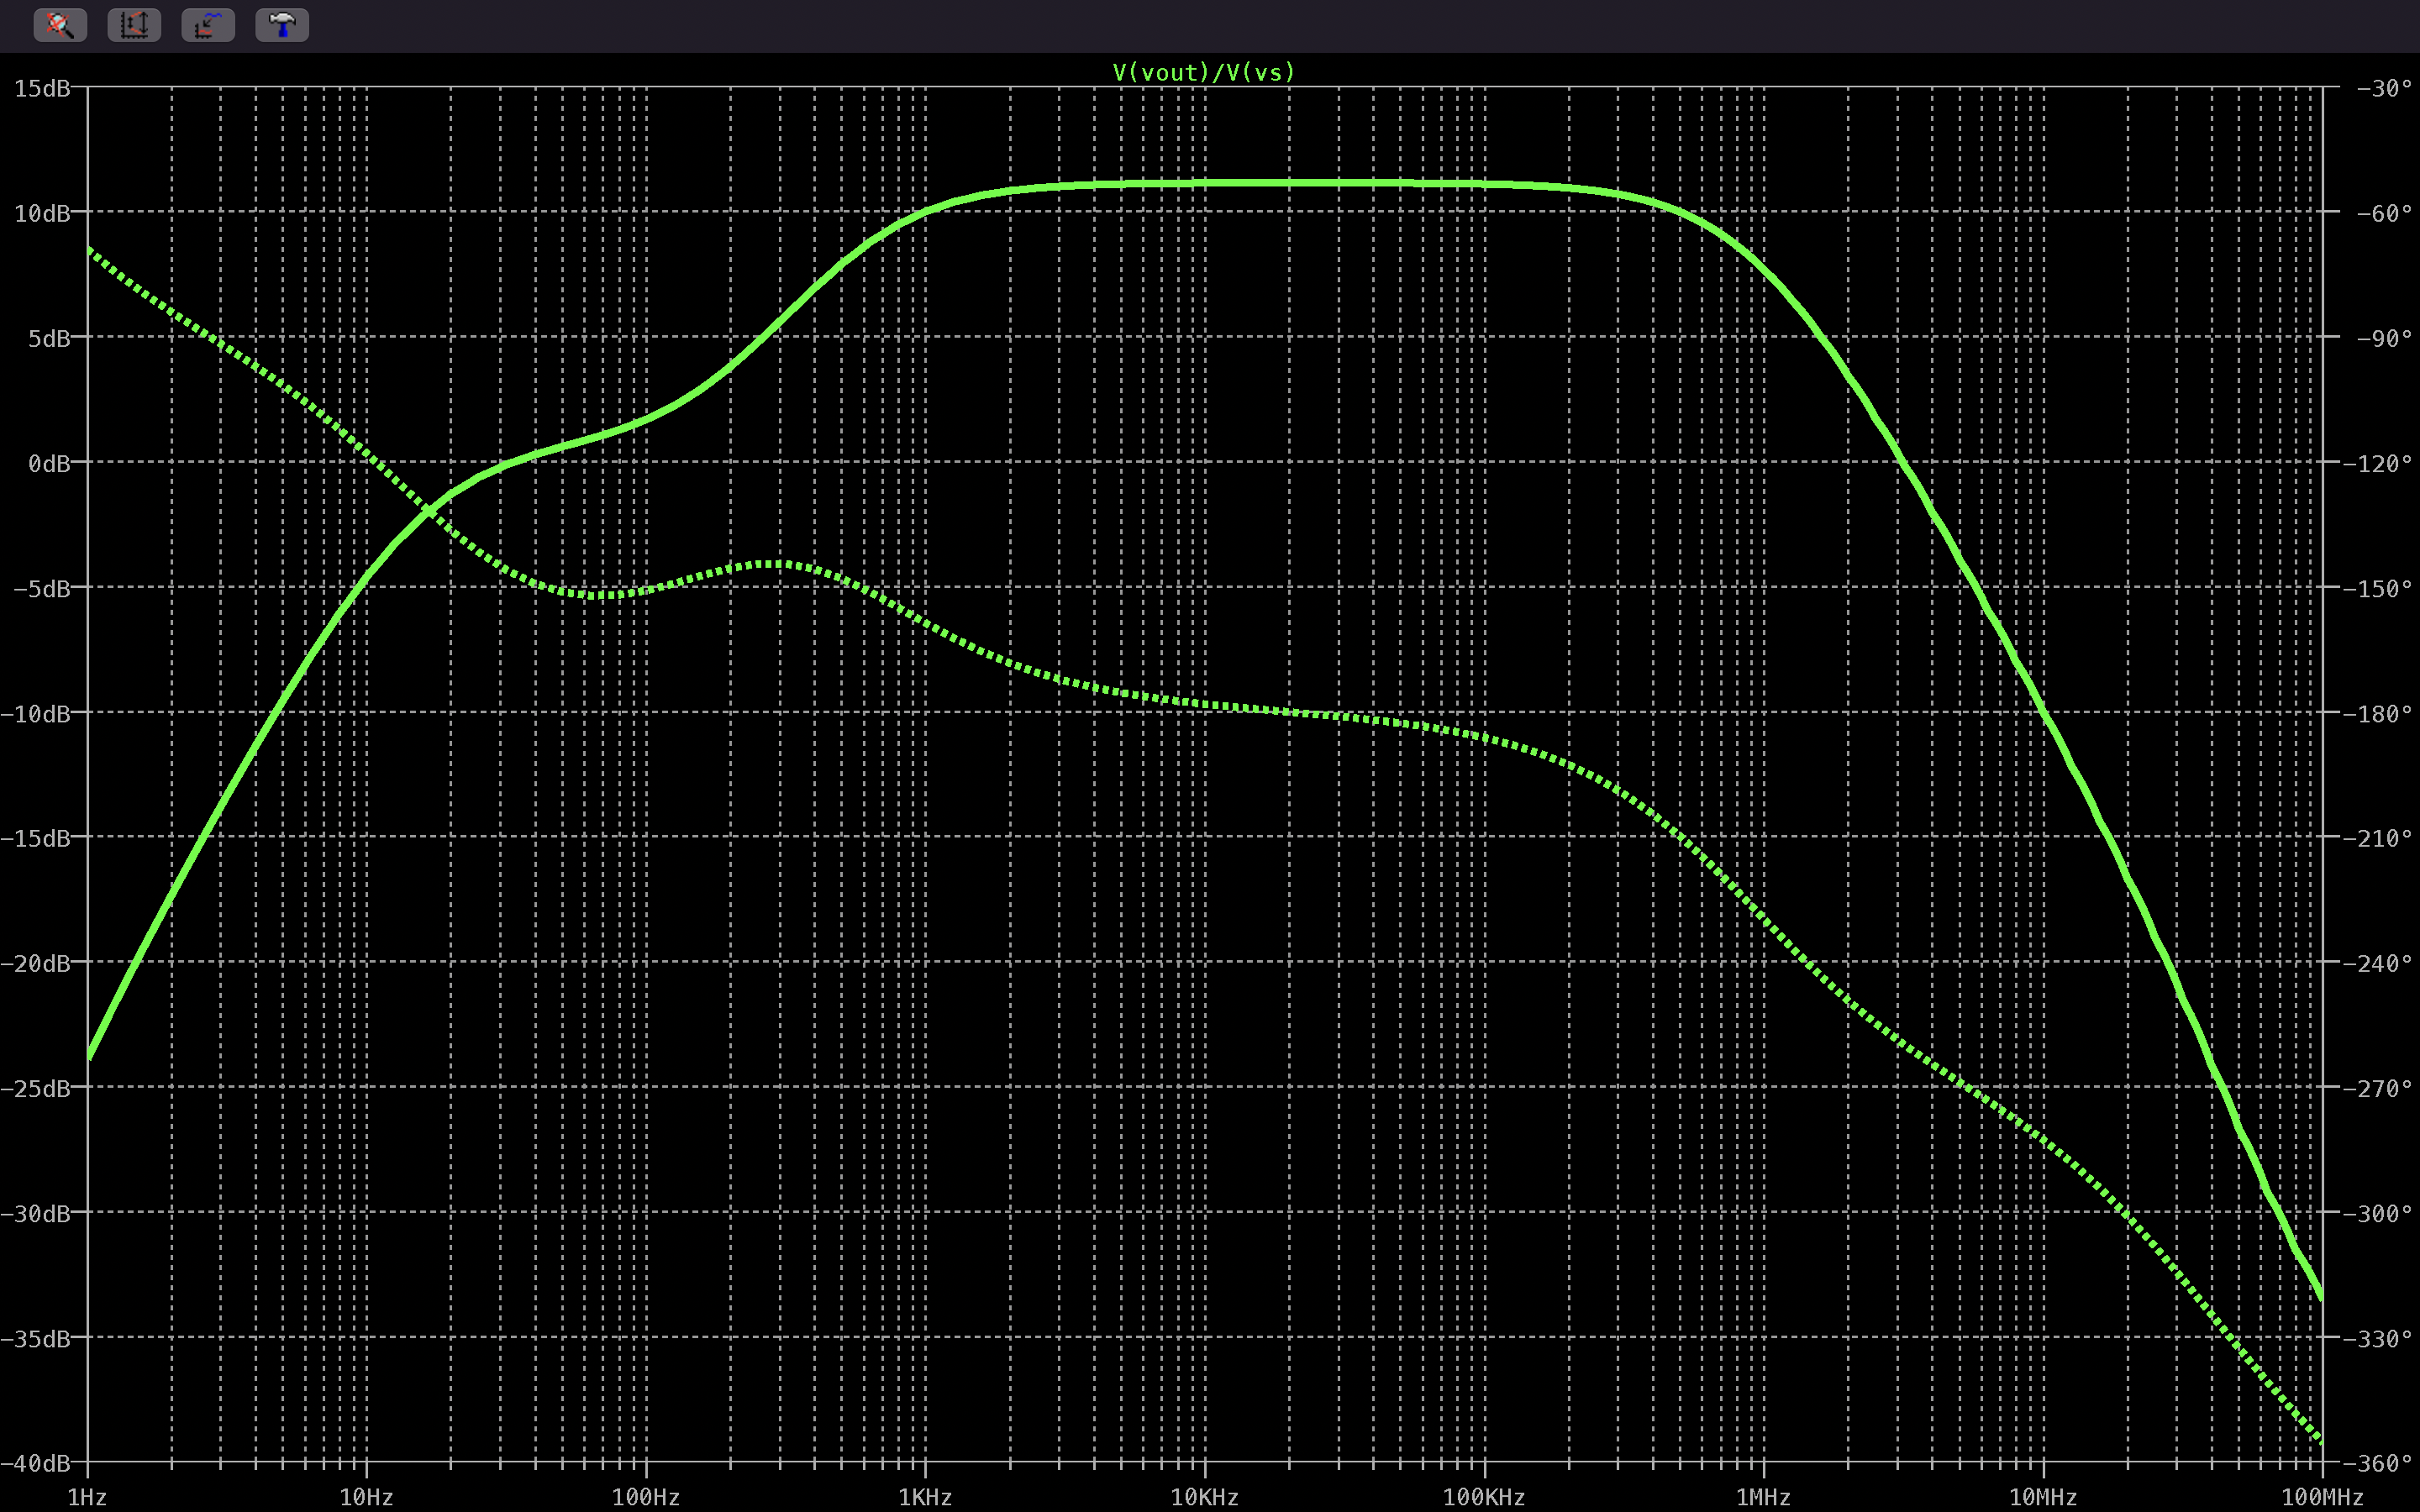 V(vout)/V(vs)
15dB
10dB
5dB
0dB
-5dB
-10dB
-15dB
-20dB
-25dB
-30dB
-35dB
-40dB
-30°
-60°
-90°
-120°
-150°
-180°
-210°
-240°
-270°
-300°
-330°
-360°
1Hz 10Hz 100Hz 1KHz 10KHz 100KHz 1MHz 10MHz 100MHz